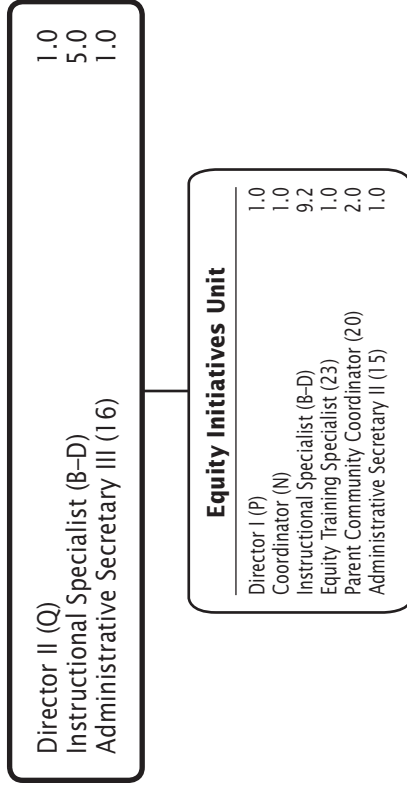 Director II (Q) 1.0
Instructional Specialist (B–D) 5.0
Administrative Secretary III (16) 1.0
Equity Initiatives Unit
Director I (P) 1.0
Coordinator (N) 1.0
Instructional Specialist (B–D) 9.2
Equity Training Specialist (23) 1.0
Parent Community Coordinator (20) 2.0
Administrative Secretary II (15) 1.0